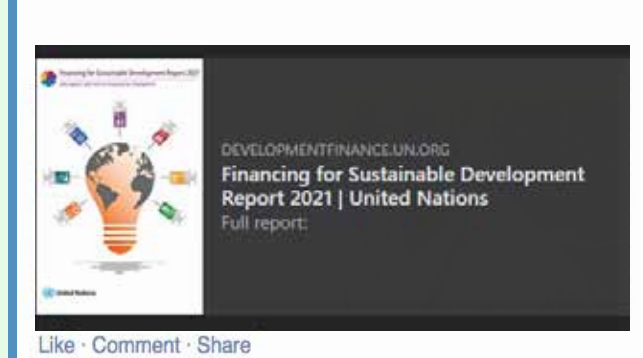 Financing for Sustainable Development Report 2021
United Nations
DEVELOPMENTFINANCE.UN.ORG
Financing for Sustainable Development
Report 2021 | United Nations
Full report:
Like · Comment · Share